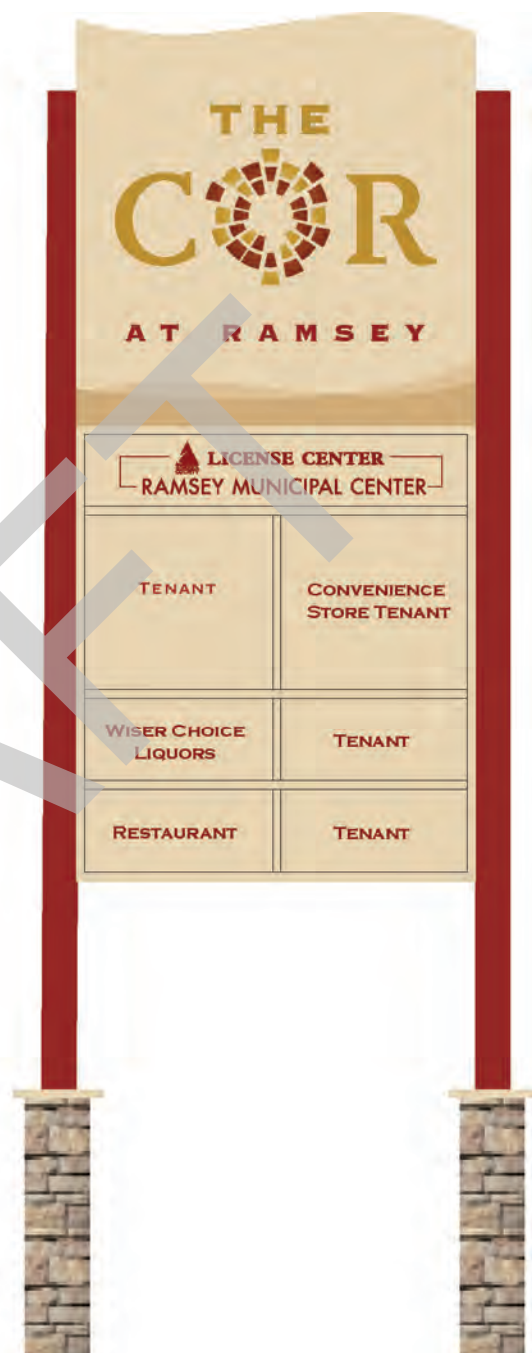 THE
COR
AT RAMSEY
LICENSE CENTER
RAMSEY MUNICIPAL CENTER
TENANT
CONVENIENCE
STORE TENANT
WISER CHOICE
LIQUORS
TENANT
RESTAURANT
TENANT